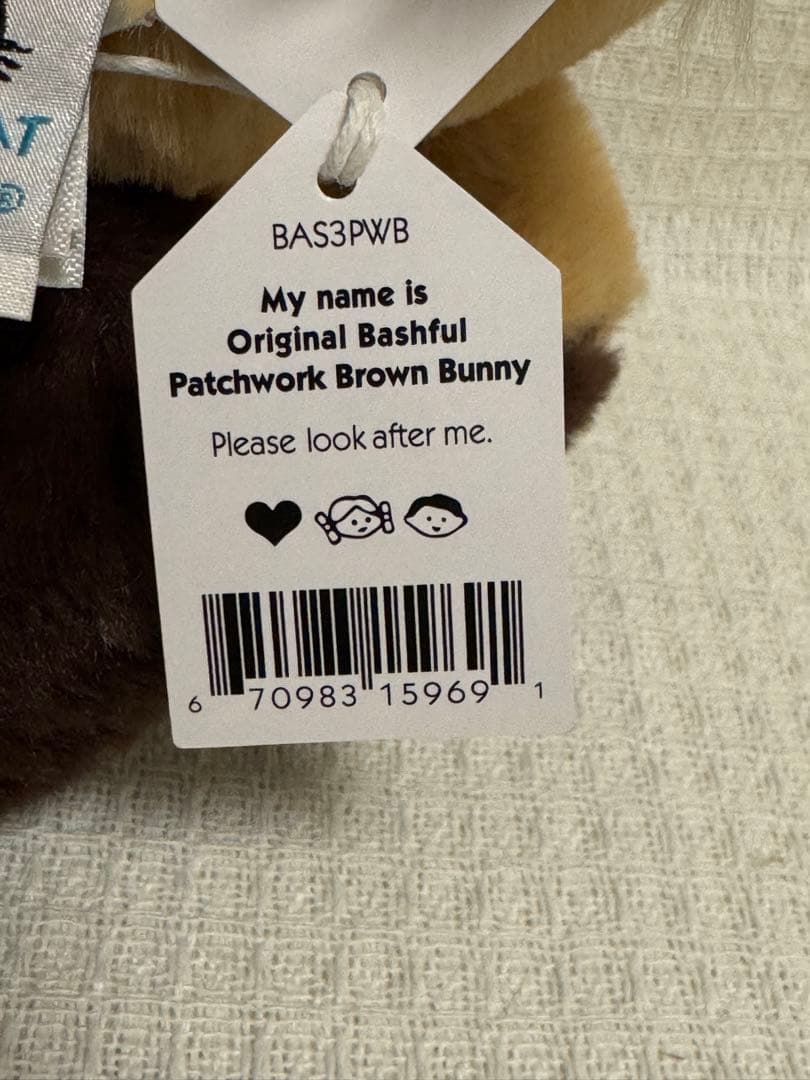 BAS3PWB
My name is
Original Bashful
Patchwork Brown Bunny
Please look after me.
6 70983 15969 1